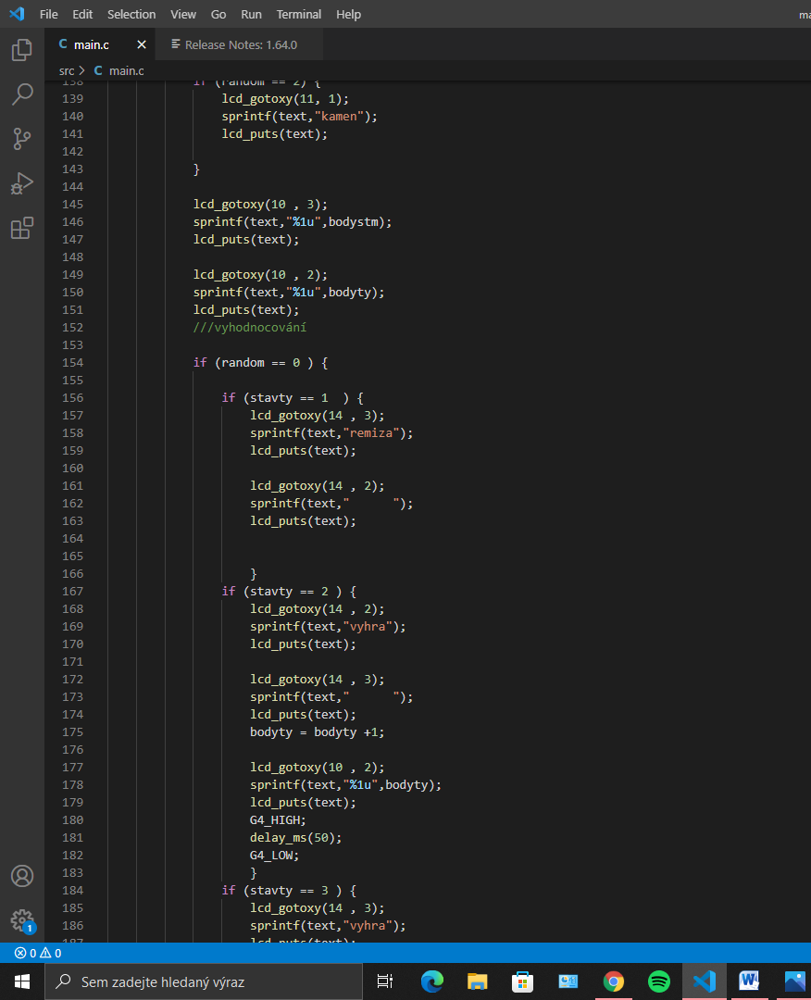 File Edit Selection View Go Run Terminal Help ma
main.c Release Notes: 1.64.0
src > C main.c
138 if (random == 2) {
139 lcd_gotoxy(11, 1);
140 sprintf(text,"kamen");
141 lcd_puts(text);
142
143 }
144
145 lcd_gotoxy(10 , 3);
146 sprintf(text,"%1u",bodystm);
147 lcd_puts(text);
148
149 lcd_gotoxy(10 , 2);
150 sprintf(text,"%1u",bodyty);
151 lcd_puts(text);
152 ///vyhodnocování
153
154 if (random == 0 ) {
155
156 if (stavty == 1  ) {
157 lcd_gotoxy(14 , 3);
158 sprintf(text,"remiza");
159 lcd_puts(text);
160
161 lcd_gotoxy(14 , 2);
162 sprintf(text,"      ");
163 lcd_puts(text);
164
165
166 }
167 if (stavty == 2 ) {
168 lcd_gotoxy(14 , 2);
169 sprintf(text,"vyhra");
170 lcd_puts(text);
171
172 lcd_gotoxy(14 , 3);
173 sprintf(text,"      ");
174 lcd_puts(text);
175 bodyty = bodyty +1;
176
177 lcd_gotoxy(10 , 2);
178 sprintf(text,"%1u",bodyty);
179 lcd_puts(text);
180 G4_HIGH;
181 delay_ms(50);
182 G4_LOW;
183 }
184 if (stavty == 3 ) {
185 lcd_gotoxy(14 , 3);
186 sprintf(text,"vyhra");
187 lcd_puts(text);
1
0 0
Sem zadejte hledaný výraz